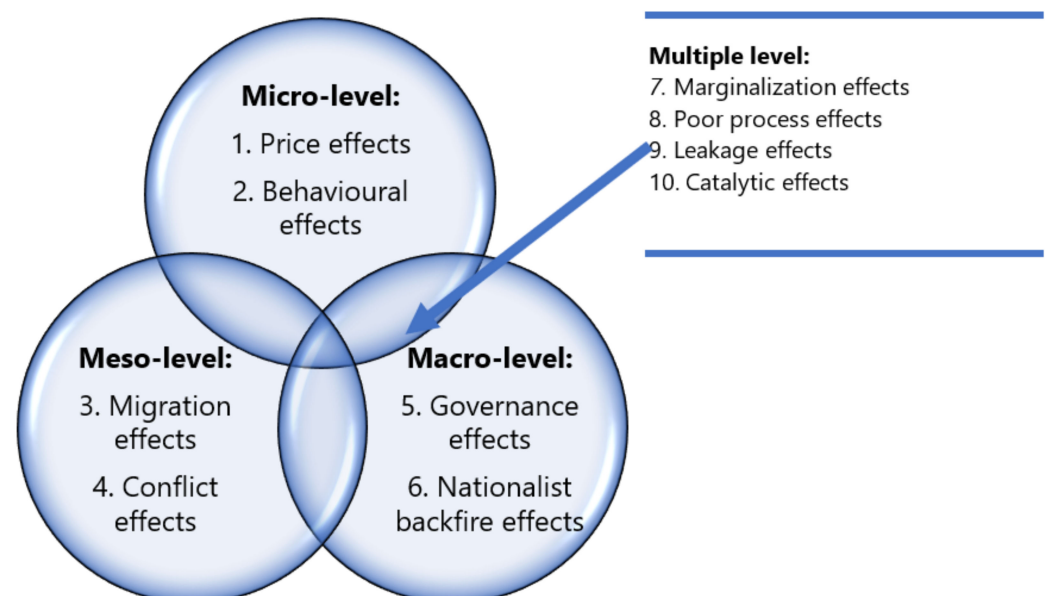 Micro-level:
1. Price effects
2. Behavioural
effects
Meso-level:
3. Migration
effects
4. Conflict
effects
Macro-level:
5. Governance
effects
6. Nationalist
backfire effects
Multiple level:
7. Marginalization effects
8. Poor process effects
9. Leakage effects
10. Catalytic effects